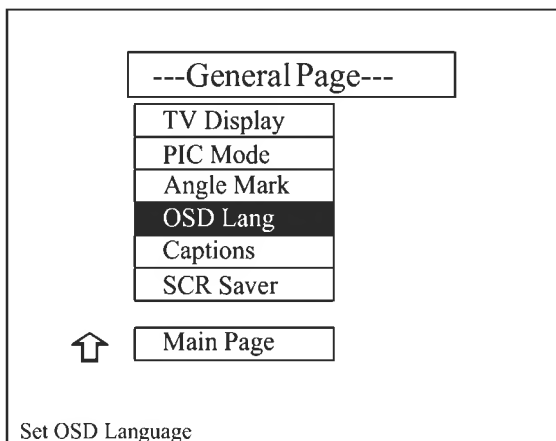 ---General Page---
TV Display
PIC Mode
Angle Mark
OSD Lang
Captions
SCR Saver
Main Page
Set OSD Language